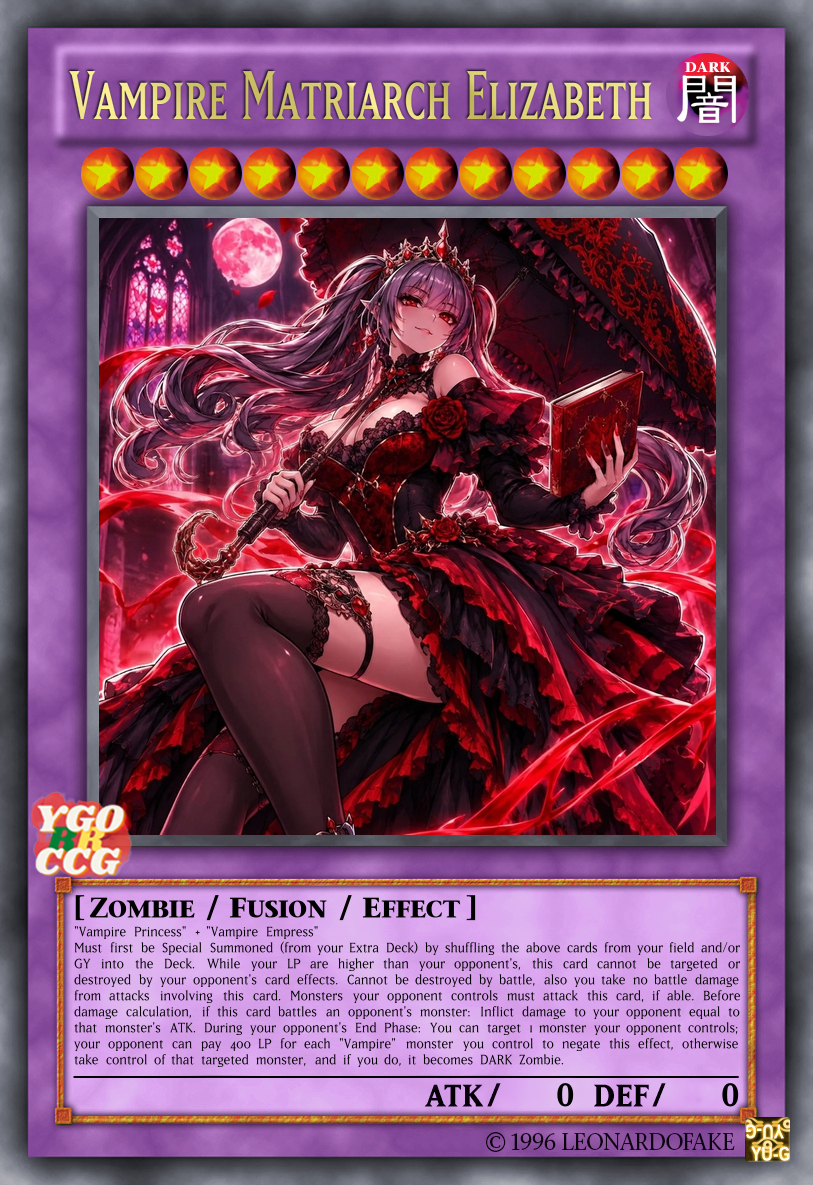 VAMPIRE MATRIARCH ELIZABETH
DARK
闇
YGO
BR
CCG
[ ZOMBIE / FUSION / EFFECT ]
"Vampire Princess" + "Vampire Empress"
Must first be Special Summoned (from your Extra Deck) by shuffling the above cards from your field and/or
GY into the Deck. While your LP are higher than your opponent's, this card cannot be targeted or
destroyed by your opponent's card effects. Cannot be destroyed by battle, also you take no battle damage
from attacks involving this card. Monsters your opponent controls must attack this card, if able. Before
damage calculation, if this card battles an opponent's monster: Inflict damage to your opponent equal to
that monster's ATK. During your opponent's End Phase: You can target 1 monster your opponent controls;
your opponent can pay 400 LP for each "Vampire" monster you control to negate this effect, otherwise
take control of that targeted monster, and if you do, it becomes DARK Zombie.
ATK/ 0 DEF/ 0
© 1996 LEONARDOFAKE